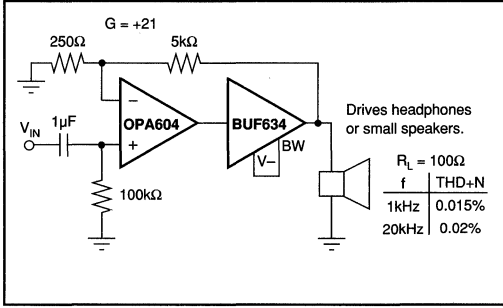 G = +21
250Ω
5kΩ
−
OPA604
+
BUF634
V–
BW
V_IN
1µF
100kΩ
Drives headphones
or small speakers.
R_L = 100Ω
f THD+N
1kHz 0.015%
20kHz 0.02%